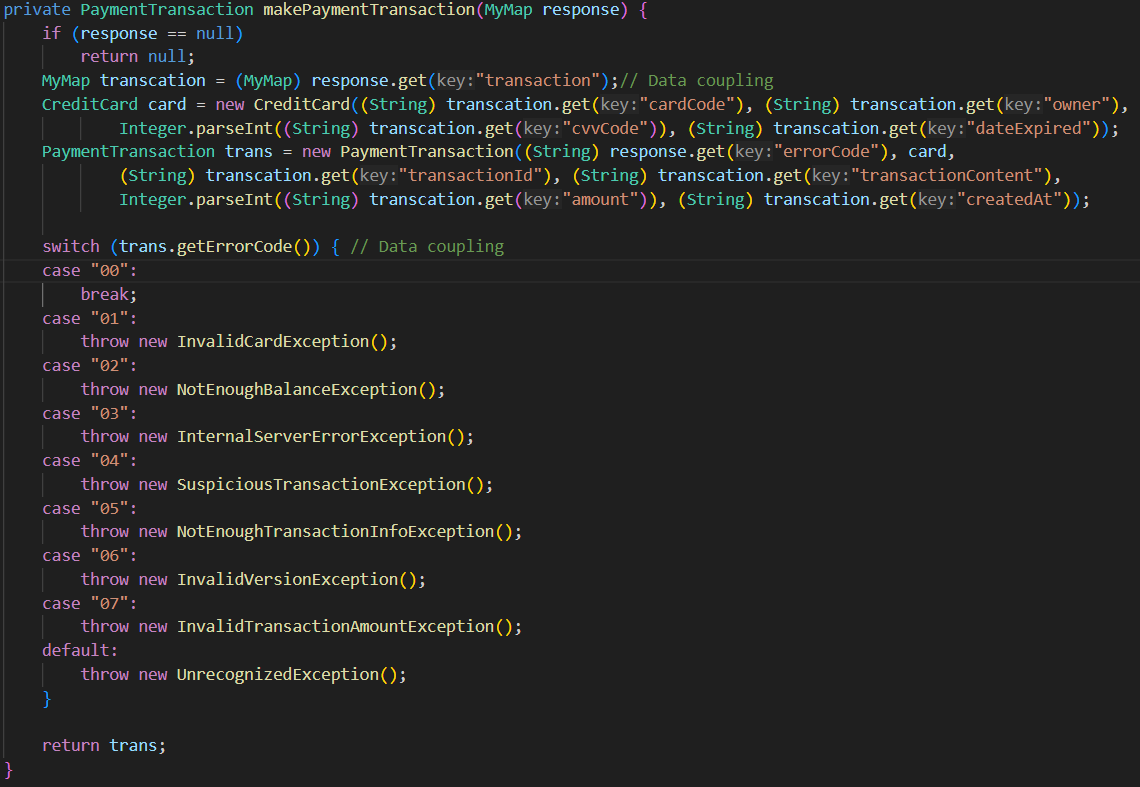 private PaymentTransaction makePaymentTransaction(MyMap response) {
if (response == null)
return null;
MyMap transcation = (MyMap) response.get(key:"transaction");// Data coupling
CreditCard card = new CreditCard((String) transcation.get(key:"cardCode"), (String) transcation.get(key:"owner"),
Integer.parseInt((String) transcation.get(key:"cvvCode")), (String) transcation.get(key:"dateExpired"));
PaymentTransaction trans = new PaymentTransaction((String) response.get(key:"errorCode"), card,
(String) transcation.get(key:"transactionId"), (String) transcation.get(key:"transactionContent"),
Integer.parseInt((String) transcation.get(key:"amount")), (String) transcation.get(key:"createdAt"));
switch (trans.getErrorCode()) { // Data coupling
case "00":
break;
case "01":
throw new InvalidCardException();
case "02":
throw new NotEnoughBalanceException();
case "03":
throw new InternalServerErrorException();
case "04":
throw new SuspiciousTransactionException();
case "05":
throw new NotEnoughTransactionInfoException();
case "06":
throw new InvalidVersionException();
case "07":
throw new InvalidTransactionAmountException();
default:
throw new UnrecognizedException();
}
return trans;
}